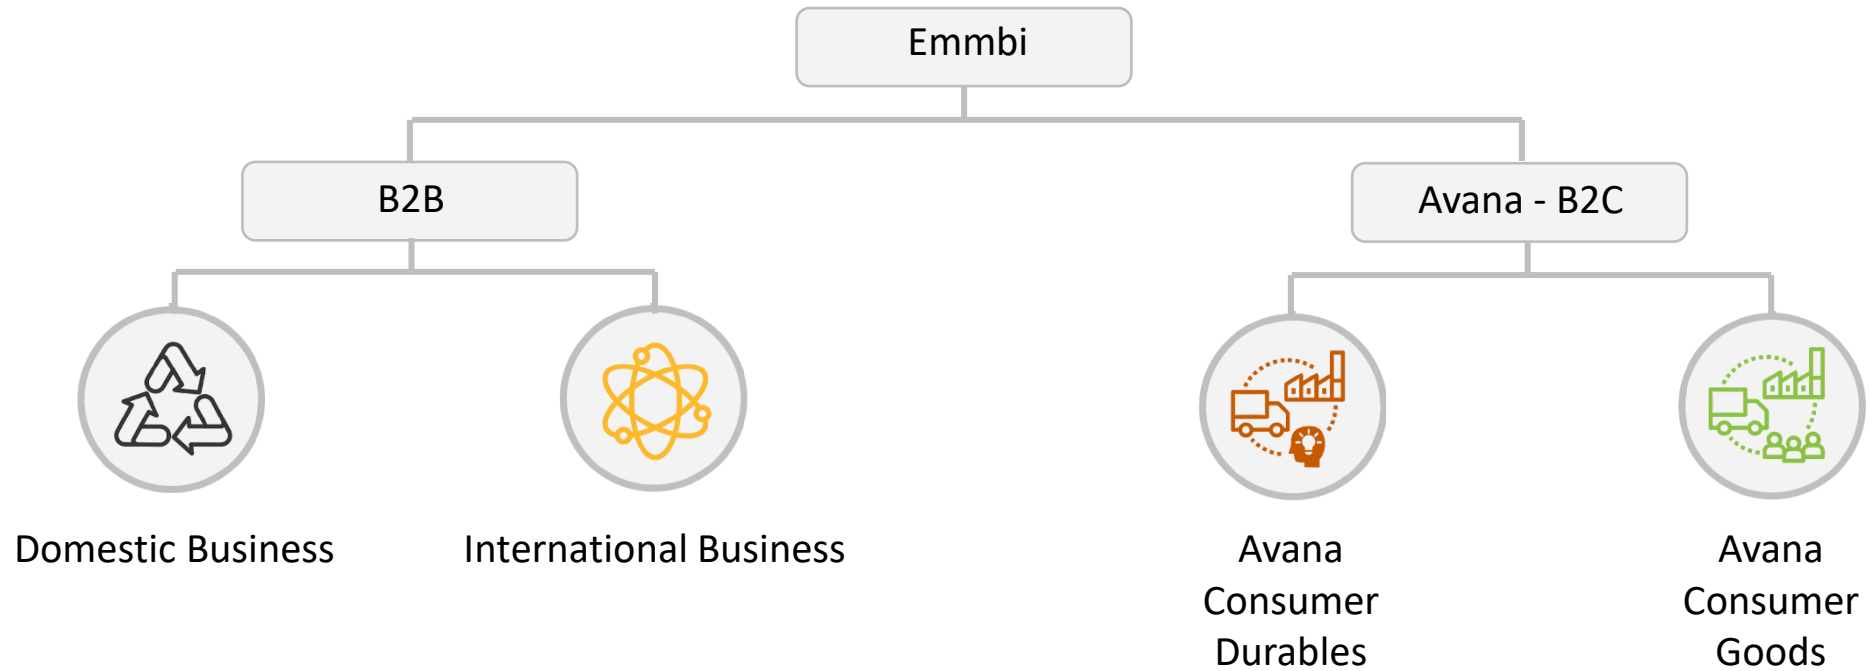 Emmbi
B2B
Avana - B2C
Domestic Business
International Business
Avana
Consumer
Durables
Avana
Consumer
Goods